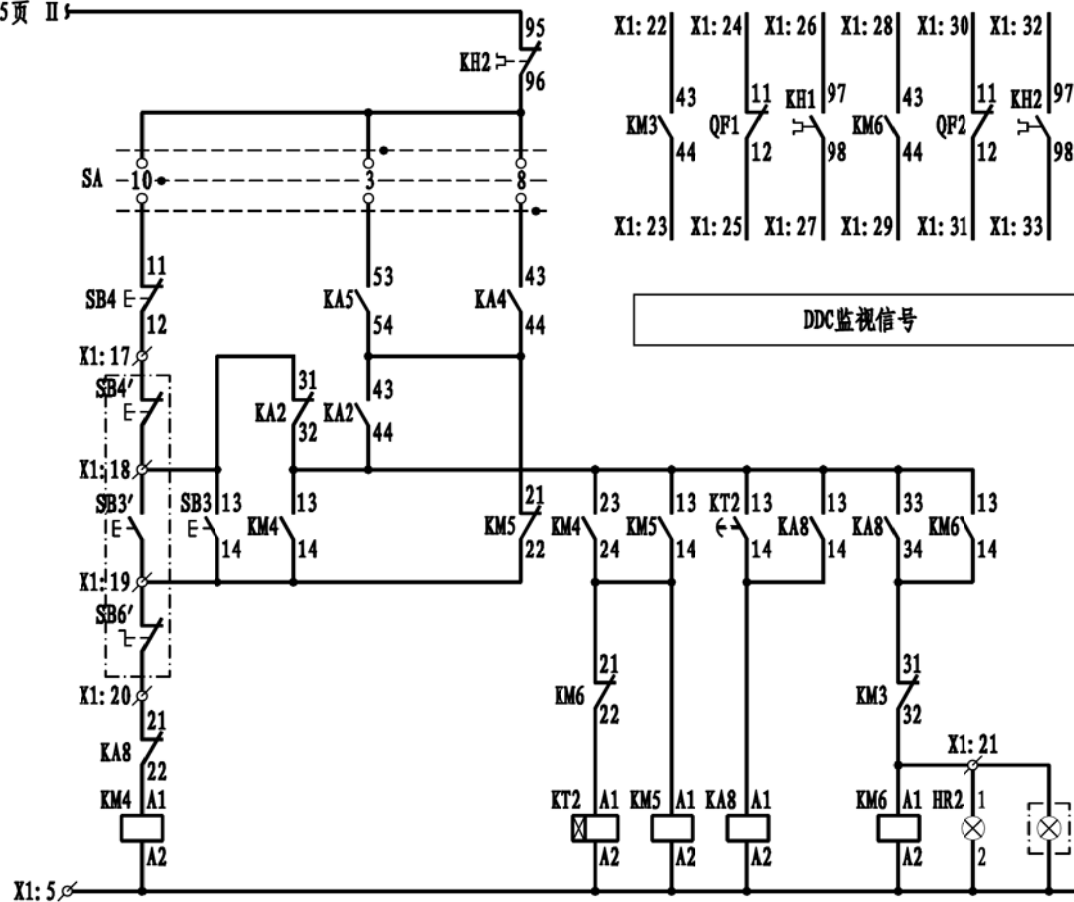 5页 II
95
KH2
96
X1:22 X1:24 X1:26 X1:28 X1:30 X1:32
43 11 KH1 97 43 11 KH2 97
KM3 QF1 KM6 QF2
44 12 98 44 12 98
X1:23 X1:25 X1:27 X1:29 X1:31 X1:33
SA 10 3 8
11 53 43
SB4 KA5 KA4
12 54 44
DDC监视信号
X1:17
SB4′ 31 43
KA2 KA2
32 44
X1:18
SB3′ SB3 13 13 21 23 13 KT2 13 13 33 13
KM4 KM5 KM4 KM5 KA8 KA8 KM6
14 14 22 24 14 14 14 34 14
X1:19
SB6′
21 31
KM6 KM3
22 32
X1:20
21
KA8
22
X1:21
KM4 A1 KT2 A1 KM5 A1 KA8 A1 KM6 A1 HR2 1
A2 A2 A2 A2 A2 2
X1:5